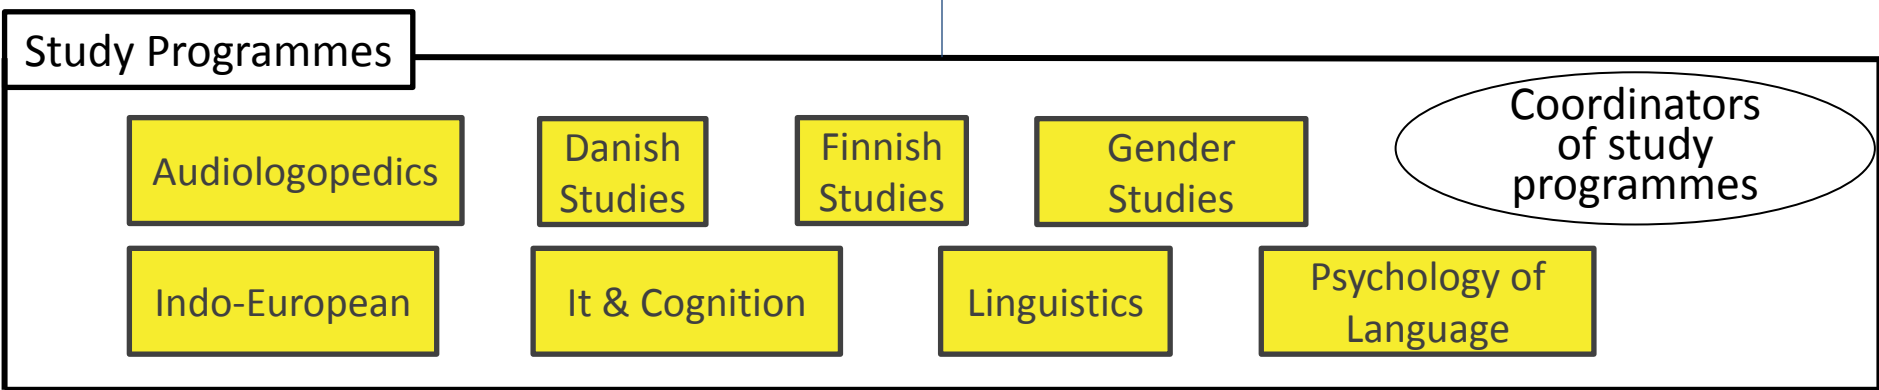 Study Programmes
Audiologopedics
Danish
Studies
Finnish
Studies
Gender
Studies
Coordinators
of study
programmes
Indo-European
It & Cognition
Linguistics
Psychology of
Language